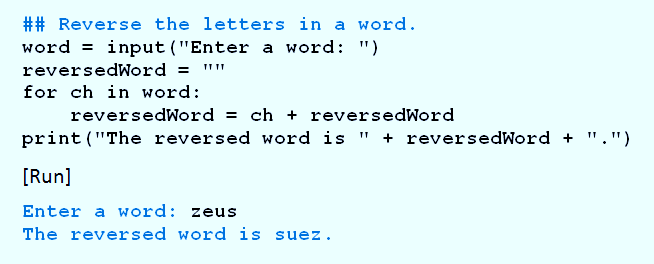 ## Reverse the letters in a word.
word = input("Enter a word: ")
reversedWord = ""
for ch in word:
    reversedWord = ch + reversedWord
print("The reversed word is " + reversedWord + ".")
[Run]
Enter a word: zeus
The reversed word is suez.